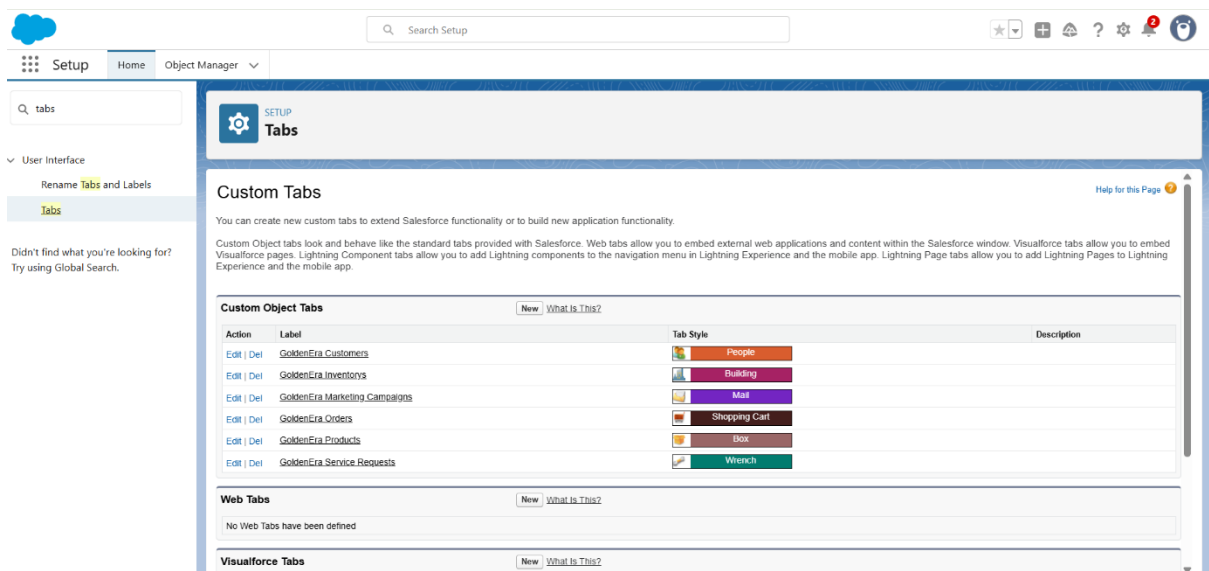 Search Setup
2
Setup
Home
Object Manager
tabs
User Interface
Rename Tabs and Labels
Tabs
Didn't find what you're looking for?
Try using Global Search.
SETUP
Tabs
Custom Tabs
Help for this Page
You can create new custom tabs to extend Salesforce functionality or to build new application functionality.
Custom Object tabs look and behave like the standard tabs provided with Salesforce. Web tabs allow you to embed external web applications and content within the Salesforce window. Visualforce tabs allow you to embed
Visualforce pages. Lightning Component tabs allow you to add Lightning components to the navigation menu in Lightning Experience and the mobile app. Lightning Page tabs allow you to add Lightning Pages to Lightning
Experience and the mobile app.
Custom Object Tabs New What Is This?
Action Label Tab Style Description
Edit | Del GoldenEra Customers People
Edit | Del GoldenEra Inventorys Building
Edit | Del GoldenEra Marketing Campaigns Mail
Edit | Del GoldenEra Orders Shopping Cart
Edit | Del GoldenEra Products Box
Edit | Del GoldenEra Service Requests Wrench
Web Tabs New What Is This?
No Web Tabs have been defined
Visualforce Tabs New What Is This?